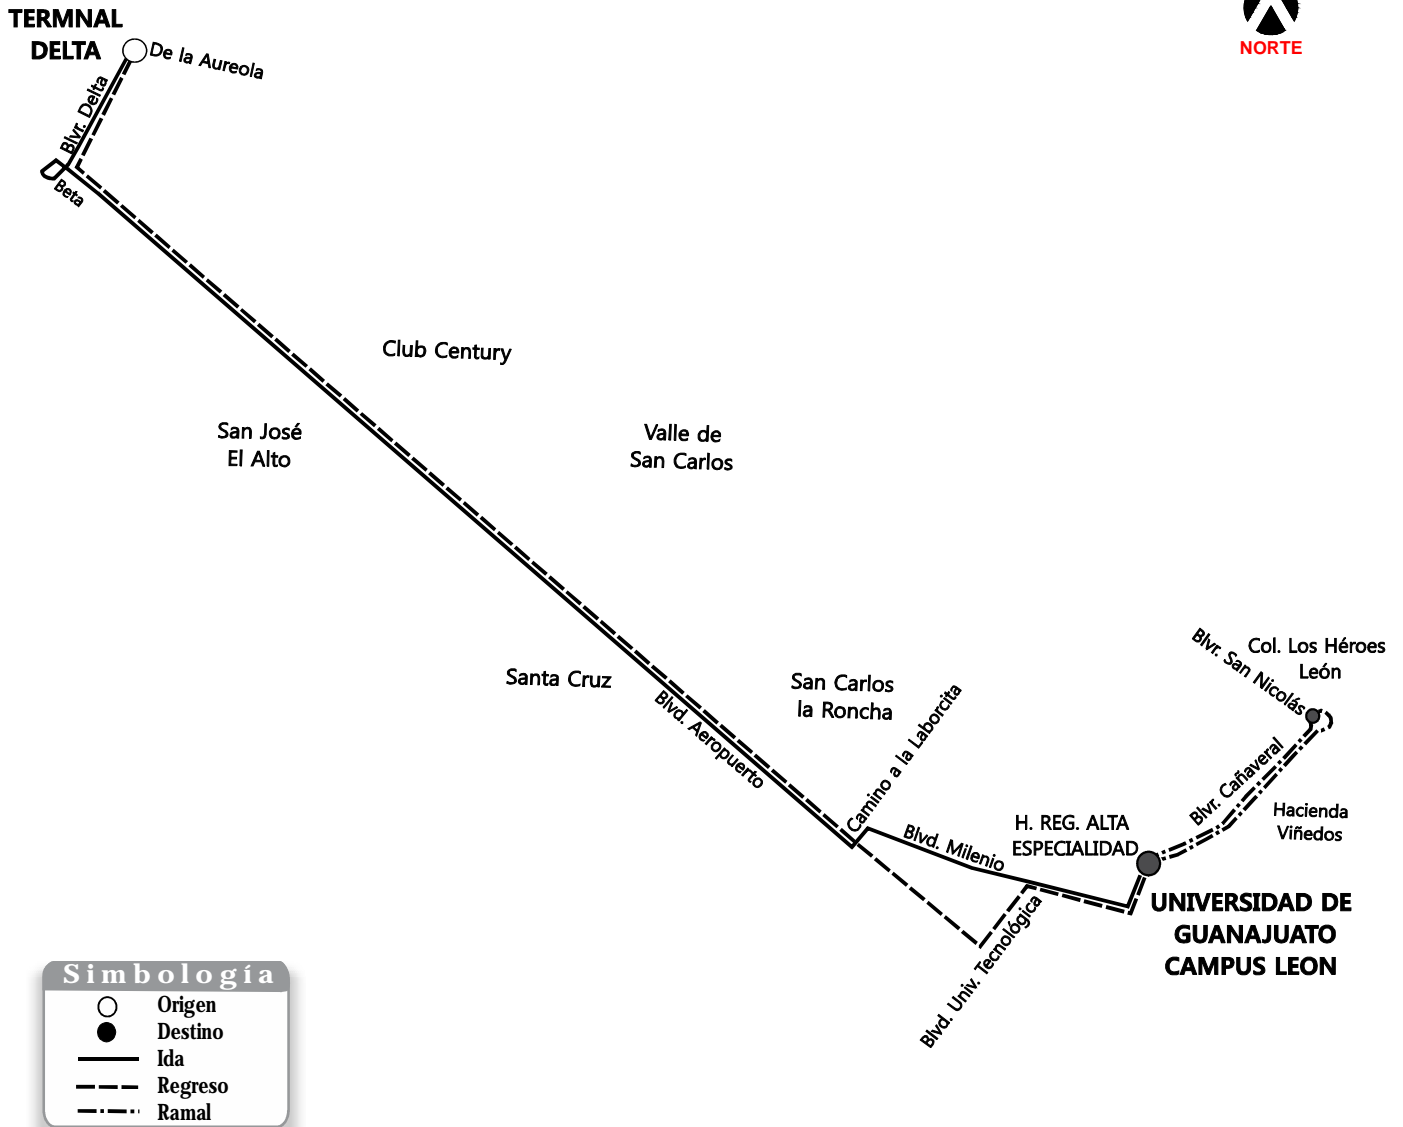 TERMNAL
DELTA
De la Aureola
NORTE
Blvr. Delta
Beta
Club Century
San José
El Alto
Valle de
San Carlos
Santa Cruz
Blvd. Aeropuerto
San Carlos
la Roncha
Camino a la Laborcita
Blvr. San Nicolás
Col. Los Héroes
León
Blvr. Cañaveral
Hacienda
Viñedos
Blvd. Milenio
H. REG. ALTA
ESPECIALIDAD
Blvd. Univ. Tecnológica
UNIVERSIDAD DE
GUANAJUATO
CAMPUS LEON
Simbología
Origen
Destino
Ida
Regreso
Ramal